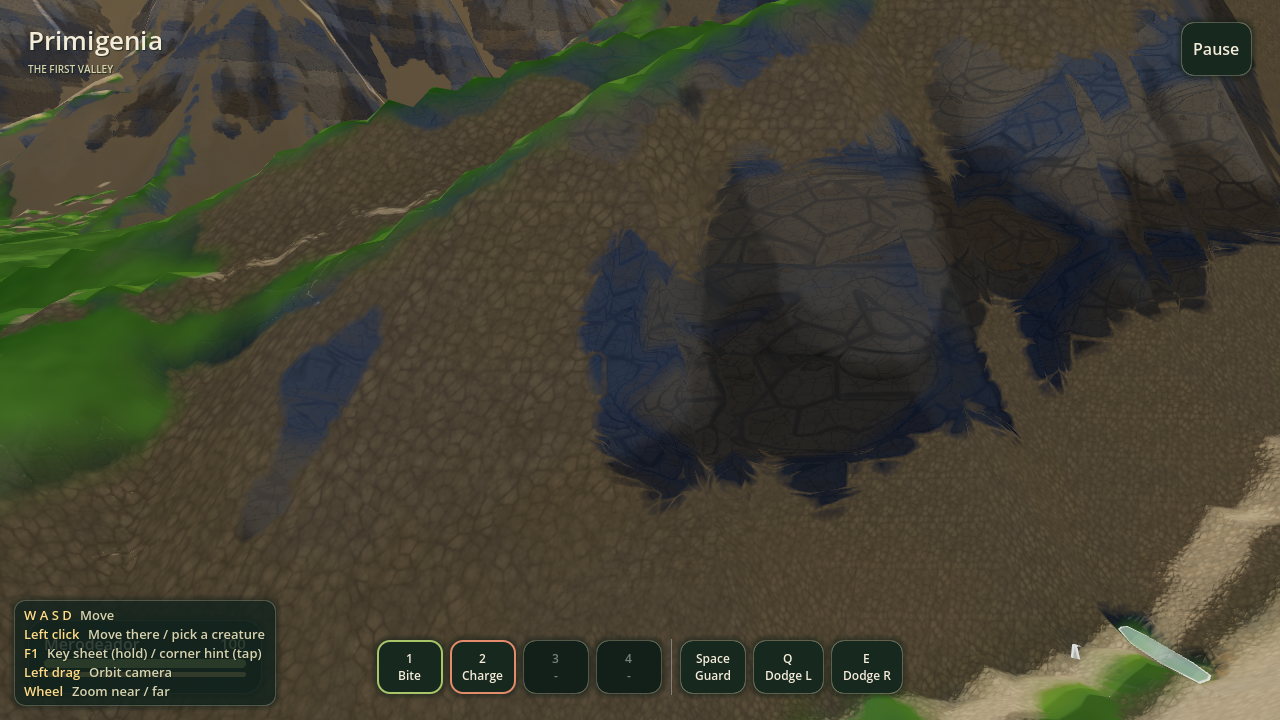 Primigenia
THE FIRST VALLEY
Pause
W A S D Move
Left click Move there / pick a creature
F1 Key sheet (hold) / corner hint (tap)
Left drag Orbit camera
Wheel Zoom near / far
1
Bite
2
Charge
3
-
4
-
Space
Guard
Q
Dodge L
E
Dodge R